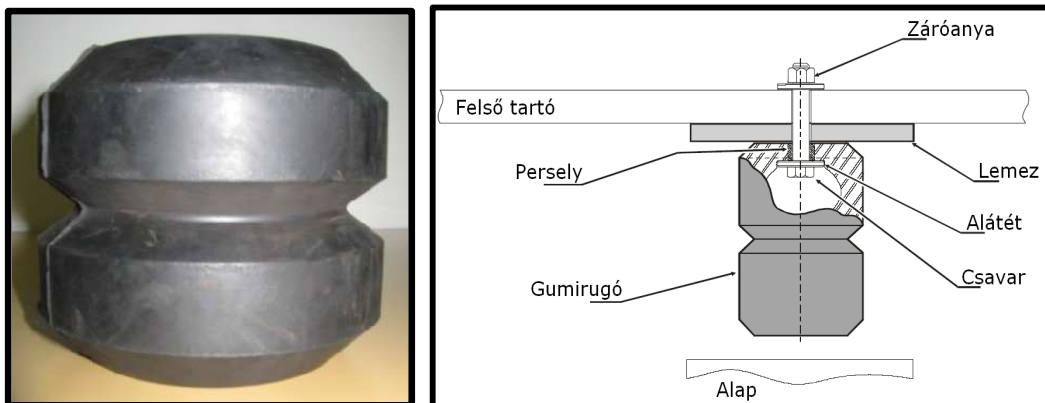 Záróanya
Felső tartó
Persely
Lemez
Alátét
Gumirugó
Csavar
Alap